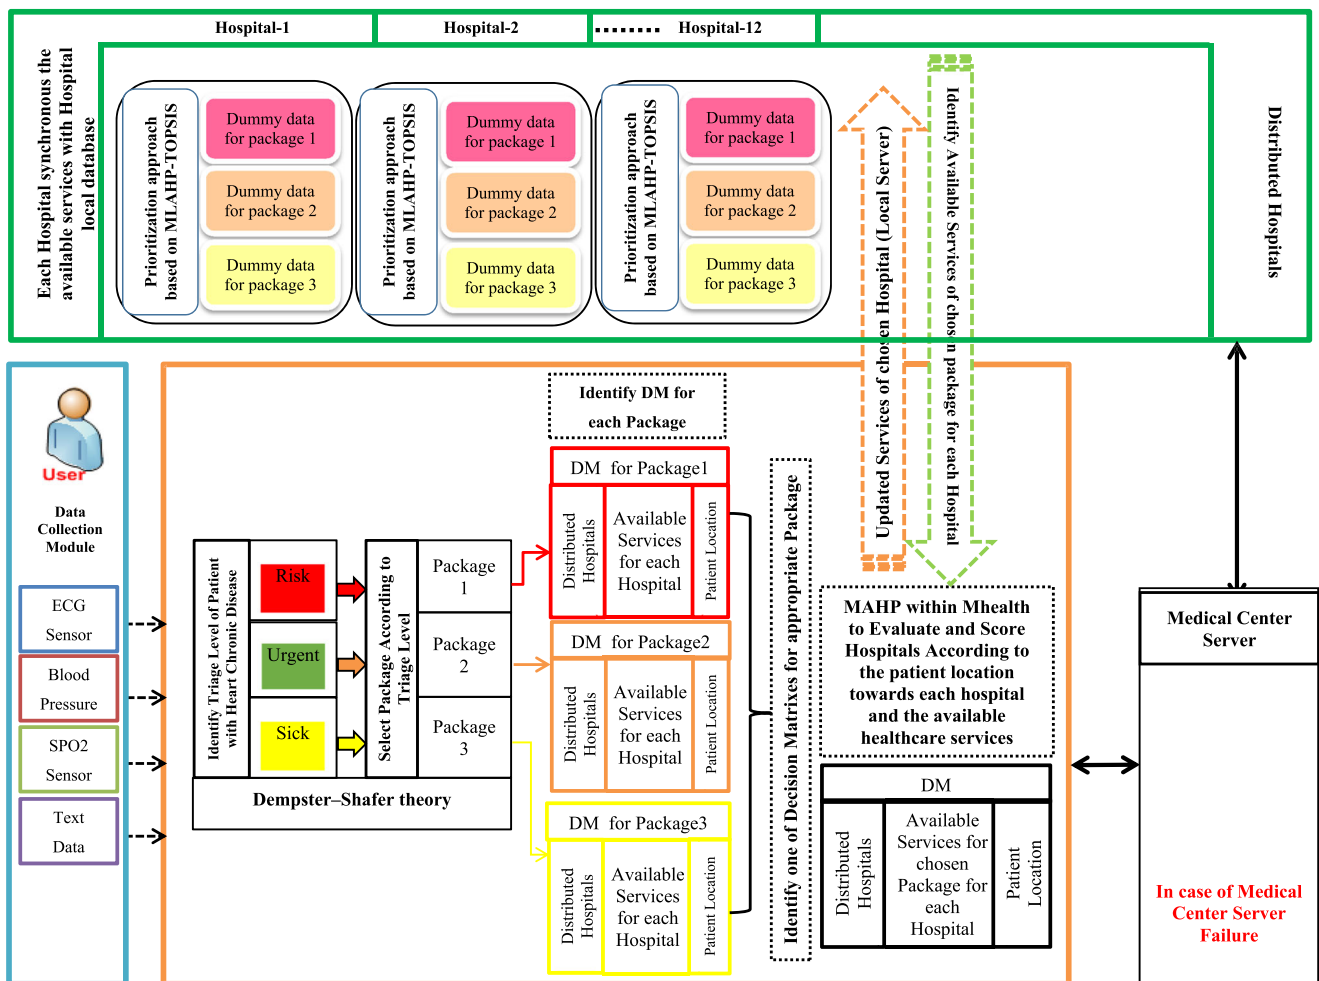 Hospital-1
Hospital-2
Hospital-12
Each Hospital synchronous the
available services with Hospital
local database
Prioritization approach
based on MLAHP-TOPSIS
Dummy data
for package 1
Dummy data
for package 2
Dummy data
for package 3
Prioritization approach
based on MLAHP-TOPSIS
Dummy data
for package 1
Dummy data
for package 2
Dummy data
for package 3
Prioritization approach
based on MLAHP-TOPSIS
Dummy data
for package 1
Dummy data
for package 2
Dummy data
for package 3
Updated Services of chosen Hospital (Local Server)
Identify Available Services of chosen package for each Hospital
Distributed Hospitals
User
Data
Collection
Module
ECG
Sensor
Blood
Pressure
SPO2
Sensor
Text
Data
Identify Triage Level of Patient
with Heart Chronic Disease
Risk
Urgent
Sick
Select Package According to
Triage Level
Package
1
Package
2
Package
3
Dempster–Shafer theory
Identify DM for
each Package
DM for Package1
Distributed
Hospitals
Available
Services
for each
Hospital
Patient Location
DM for Package2
Distributed
Hospitals
Available
Services
for each
Hospital
Patient Location
DM for Package3
Distributed
Hospitals
Available
Services
for each
Hospital
Patient Location
Identify one of Decision Matrixes for appropriate Package
MAHP within Mhealth
to Evaluate and Score
Hospitals According to
the patient location
towards each hospital
and the available
healthcare services
DM
Distributed
Hospitals
Available
Services for
chosen
Package for
each
Hospital
Patient
Location
Medical Center
Server
In case of Medical
Center Server
Failure